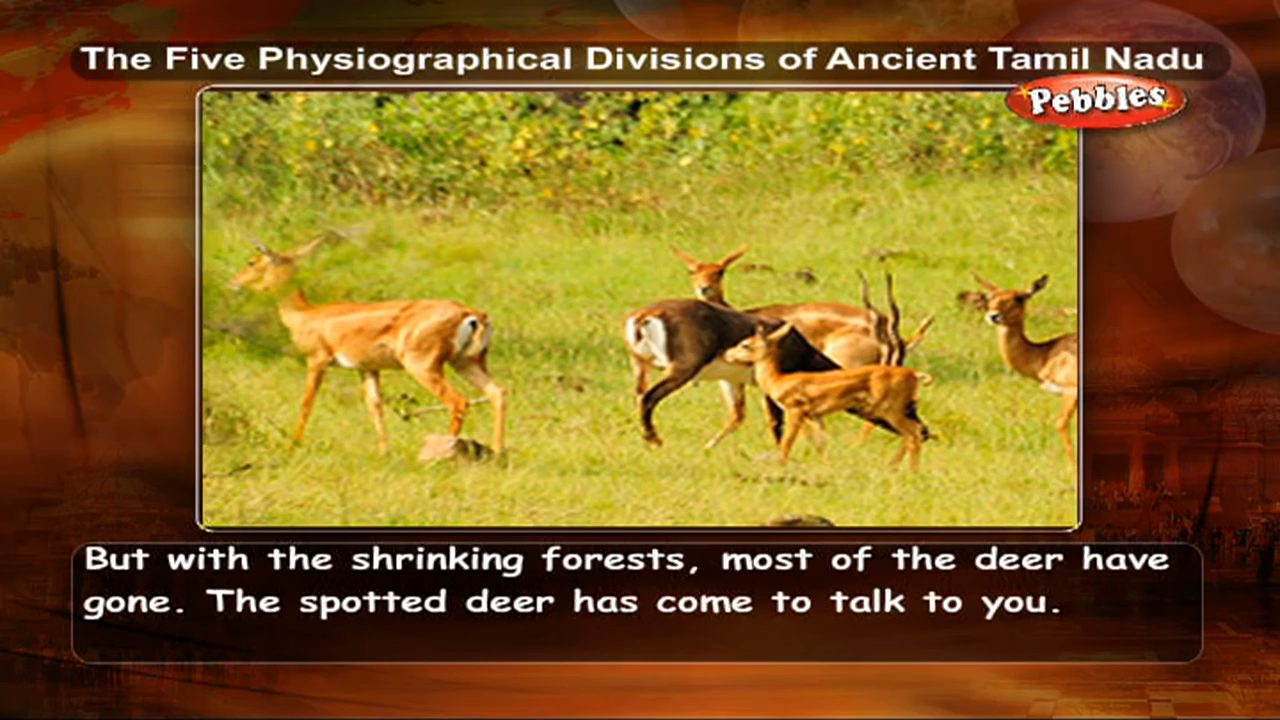 The Five Physiographical Divisions of Ancient Tamil Nadu
Pebbles
But with the shrinking forests, most of the deer have
gone. The spotted deer has come to talk to you.